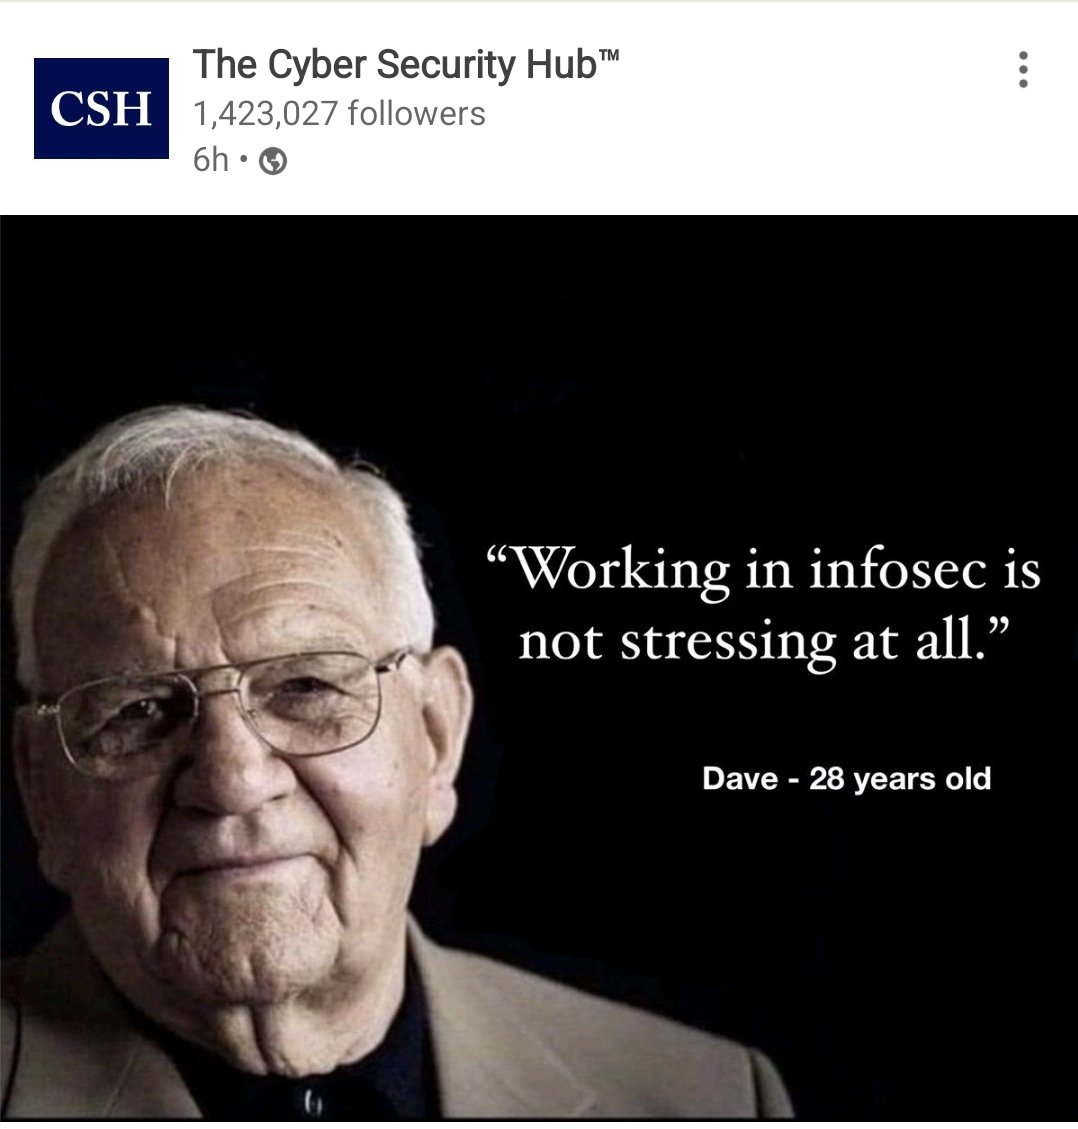 The Cyber Security Hub™
CSH
1,423,027 followers
6h •
“Working in infosec is
not stressing at all.”
Dave - 28 years old